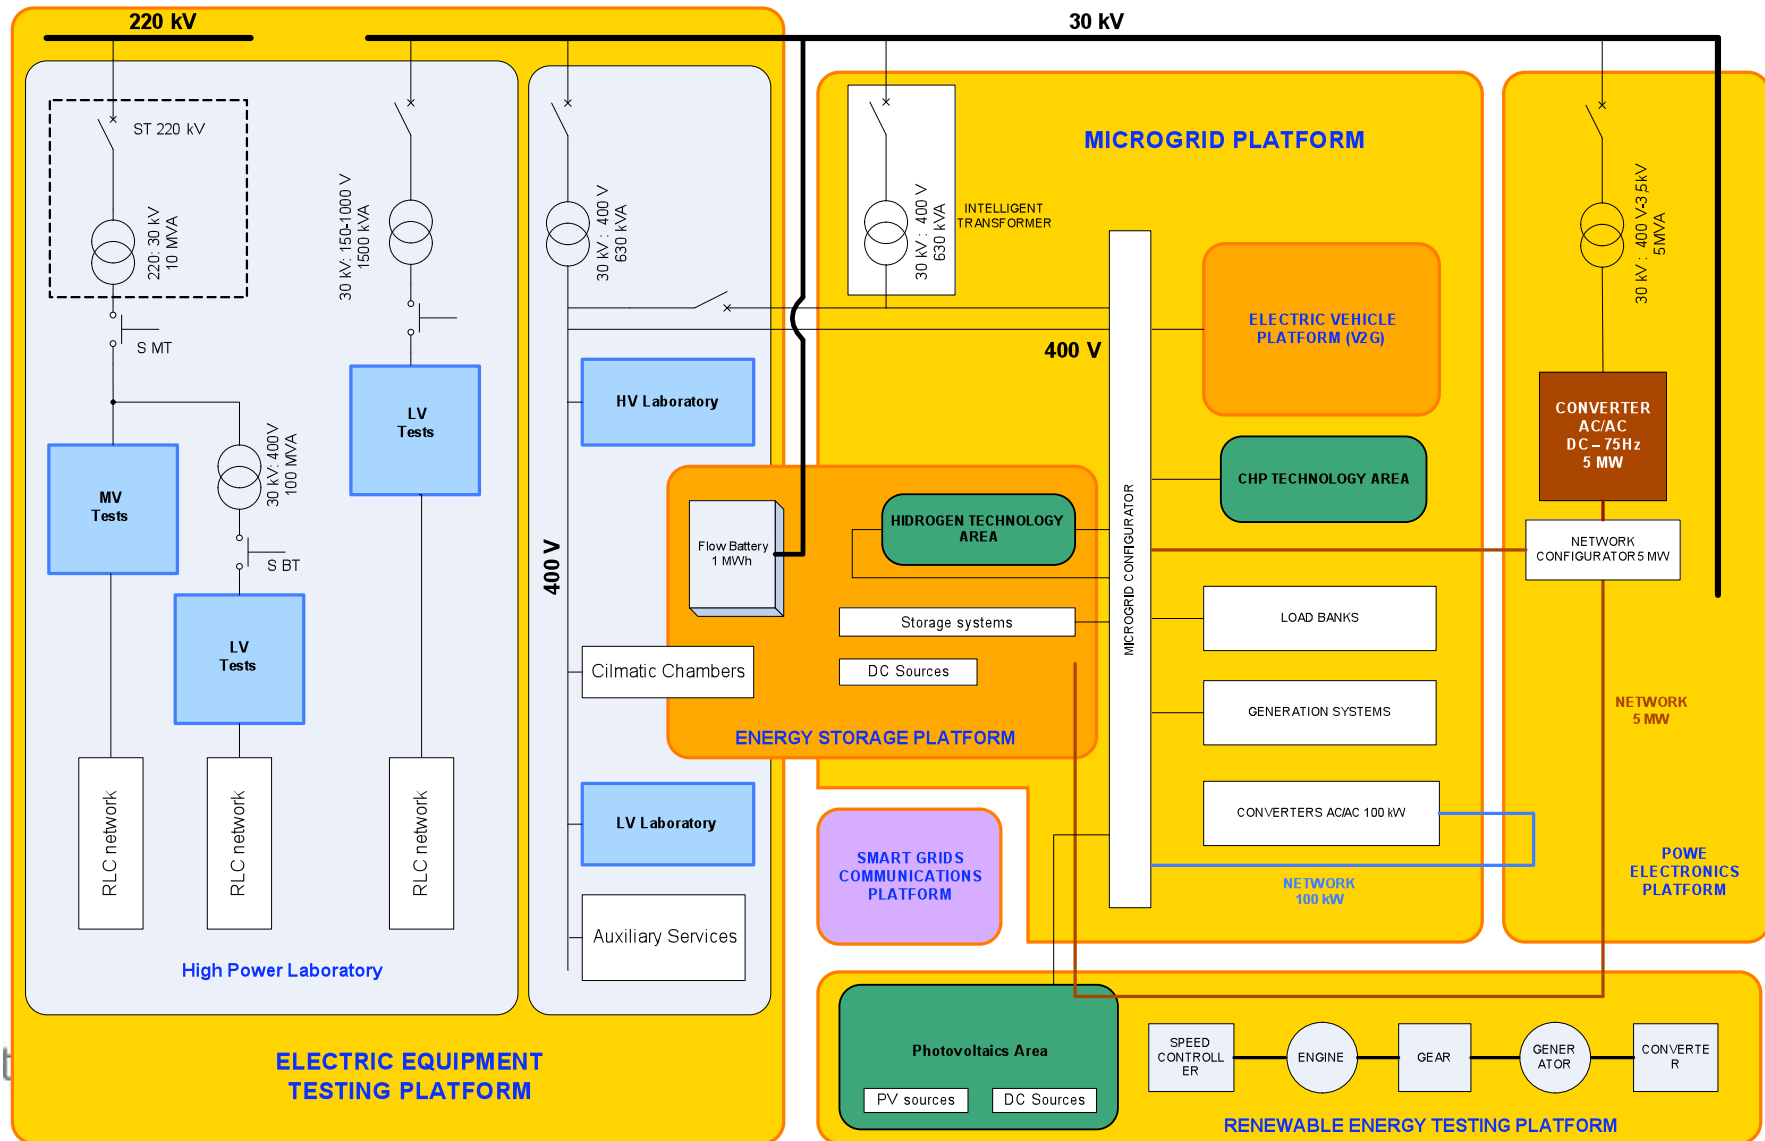 220 kV
30 kV
ST 220 kV
220: 30 kV
10 MVA
S MT
30 kV: 150-1000 V
1500 kVA
30 kV : 400 V
630 kVA
MICROGRID PLATFORM
30 kV : 400 V
630 kVA
INTELLIGENT
TRANSFORMER
30 kV : 400 V-3,5kV
5MVA
ELECTRIC VEHICLE
PLATFORM (V2G)
400 V
HV Laboratory
LV
Tests
CONVERTER
AC/AC
DC – 75Hz
5 MW
30 kV: 400V
100 MVA
MV
Tests
CHP TECHNOLOGY AREA
HIDROGEN TECHNOLOGY
AREA
Flow Battery
1 MWh
MICROGRID CONFIGURATOR
NETWORK
CONFIGURATOR 5 MW
S BT
400 V
LV
Tests
Storage systems
LOAD BANKS
Cilmatic Chambers
DC Sources
GENERATION SYSTEMS
NETWORK
5 MW
ENERGY STORAGE PLATFORM
RLC network
RLC network
RLC network
LV Laboratory
CONVERTERS AC/AC 100 kW
SMART GRIDS
COMMUNICATIONS
PLATFORM
NETWORK
100 kW
POWE
ELECTRONICS
PLATFORM
Auxiliary Services
High Power Laboratory
ELECTRIC EQUIPMENT
TESTING PLATFORM
Photovoltaics Area
PV sources
DC Sources
SPEED
CONTROLL
ER
ENGINE
GEAR
GENER
ATOR
CONVERTE
R
RENEWABLE ENERGY TESTING PLATFORM